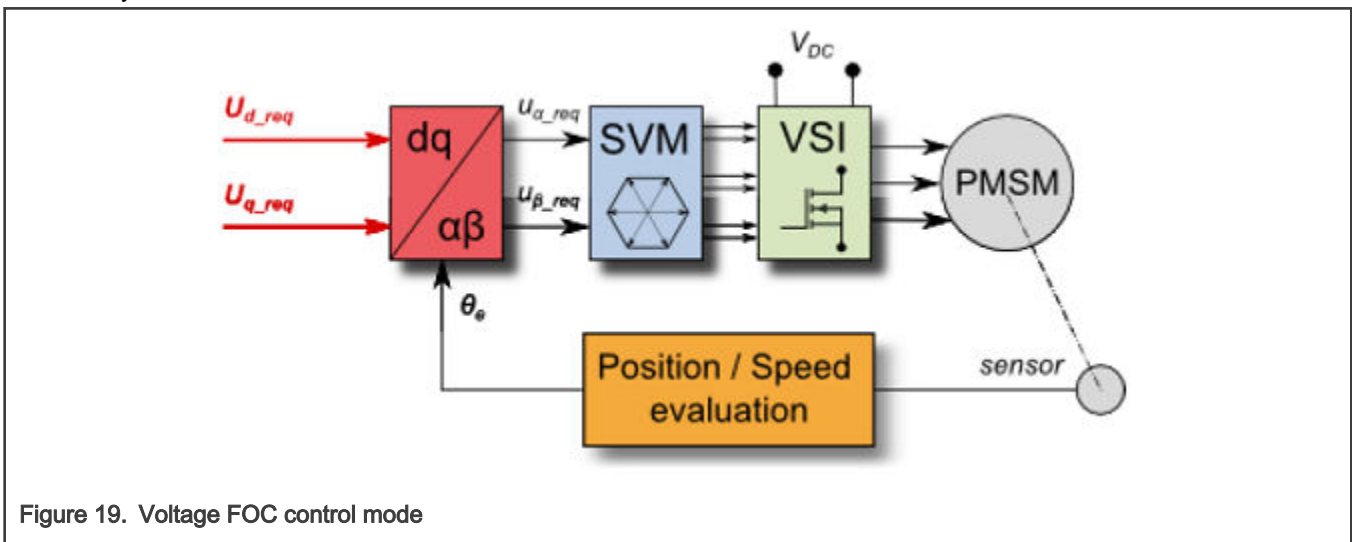 V_DC
U_d_req
u_α_req
dq
SVM
VSI
PMSM
U_q_req
u_β_req
αβ
θ_e
Position / Speed
evaluation
sensor
Figure 19. Voltage FOC control mode